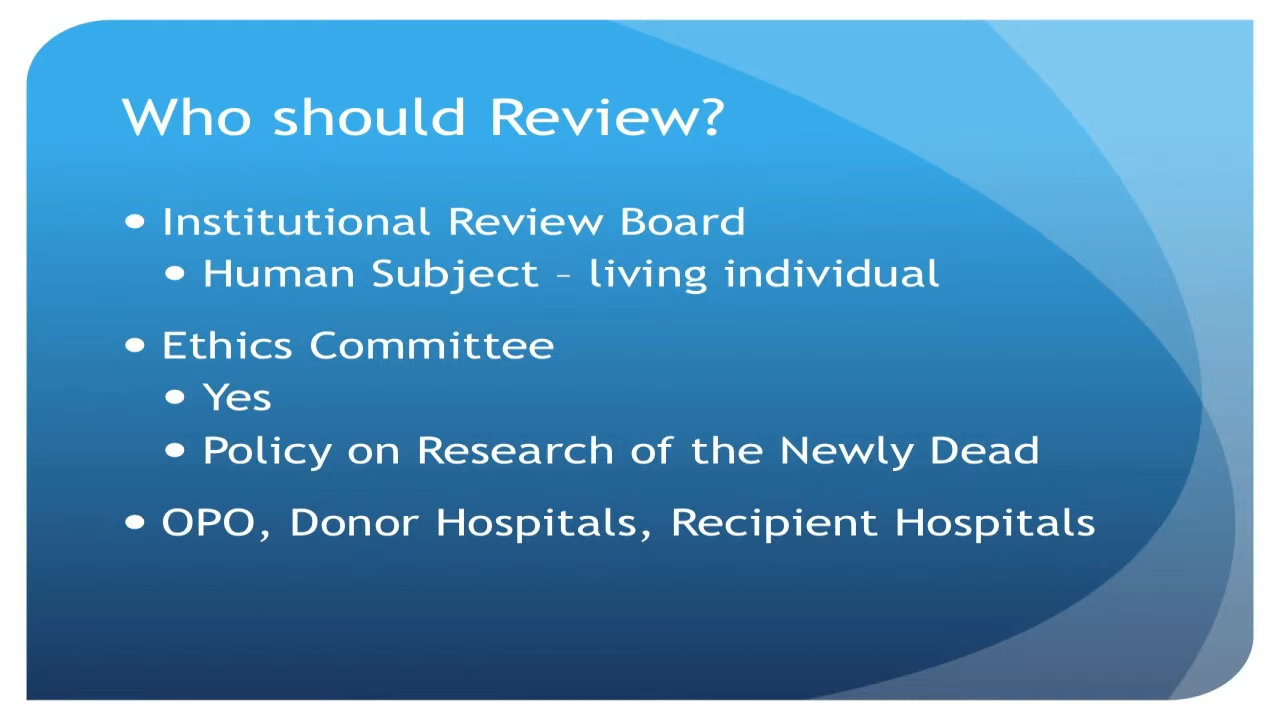 Who should Review?
• Institutional Review Board
• Human Subject – living individual
• Ethics Committee
• Yes
• Policy on Research of the Newly Dead
• OPO, Donor Hospitals, Recipient Hospitals